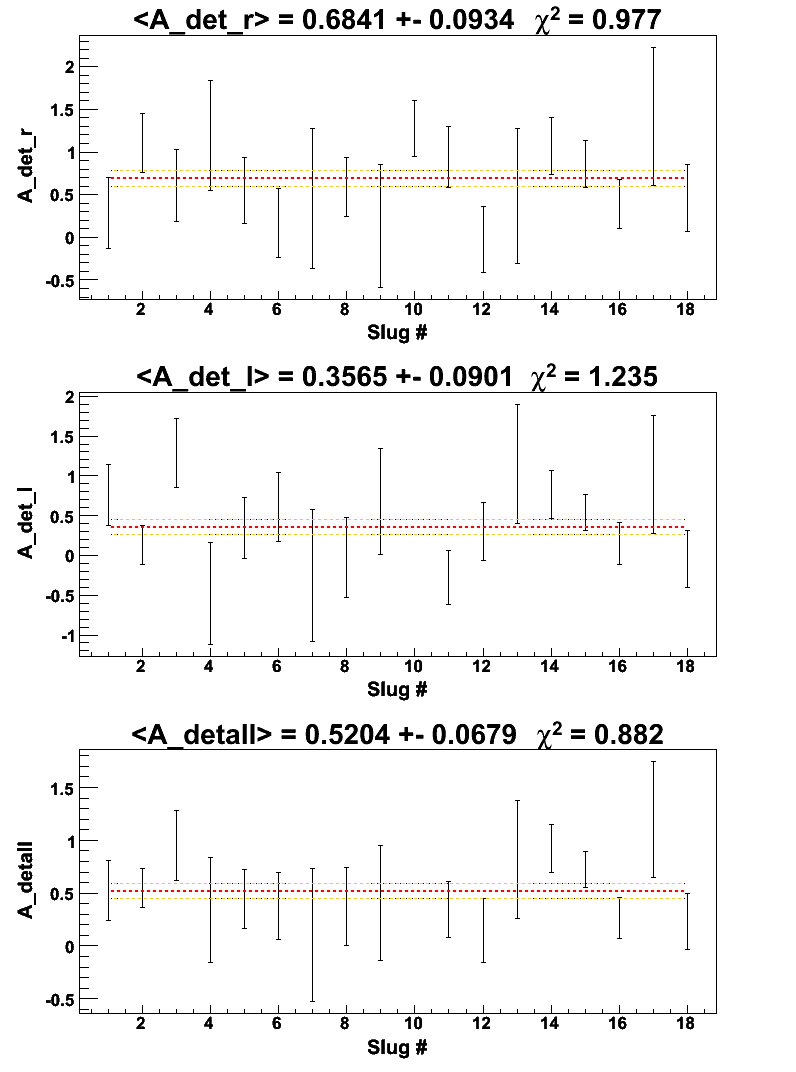 <A_det_r> = 0.6841 +- 0.0934 χ² = 0.977
A_det_r
2
1.5
1
0.5
0
-0.5
2 4 6 8 10 12 14 16 18
Slug #
<A_det_l> = 0.3565 +- 0.0901 χ² = 1.235
A_det_l
2
1.5
1
0.5
0
-0.5
-1
2 4 6 8 10 12 14 16 18
Slug #
<A_detall> = 0.5204 +- 0.0679 χ² = 0.882
A_detall
1.5
1
0.5
0
-0.5
2 4 6 8 10 12 14 16 18
Slug #